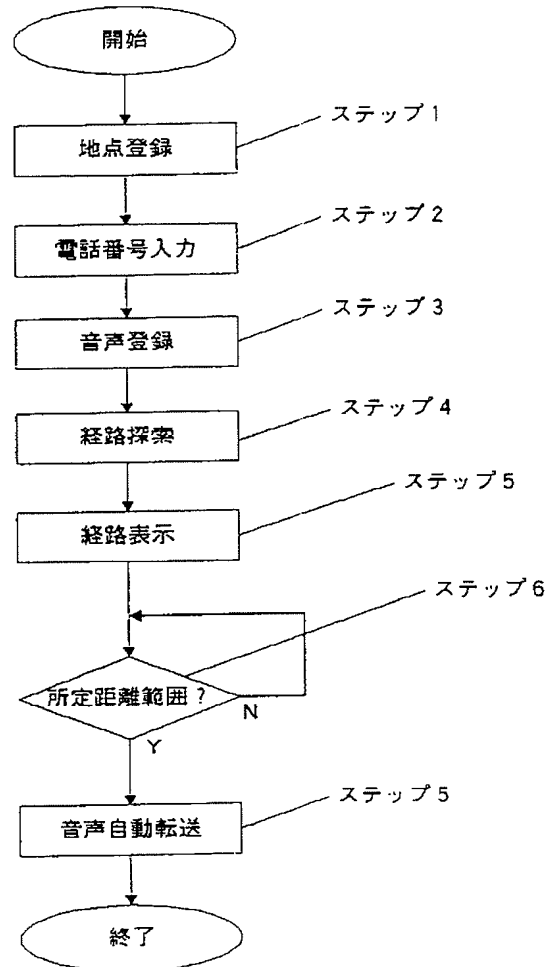 開始
ステップ1
地点登録
ステップ2
電話番号入力
ステップ3
音声登録
ステップ4
経路探索
ステップ5
経路表示
ステップ6
所定距離範囲?
N
Y
ステップ5
音声自動転送
終了